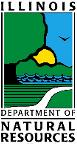 ILLINOIS
DEPARTMENT OF
NATURAL
RESOURCES